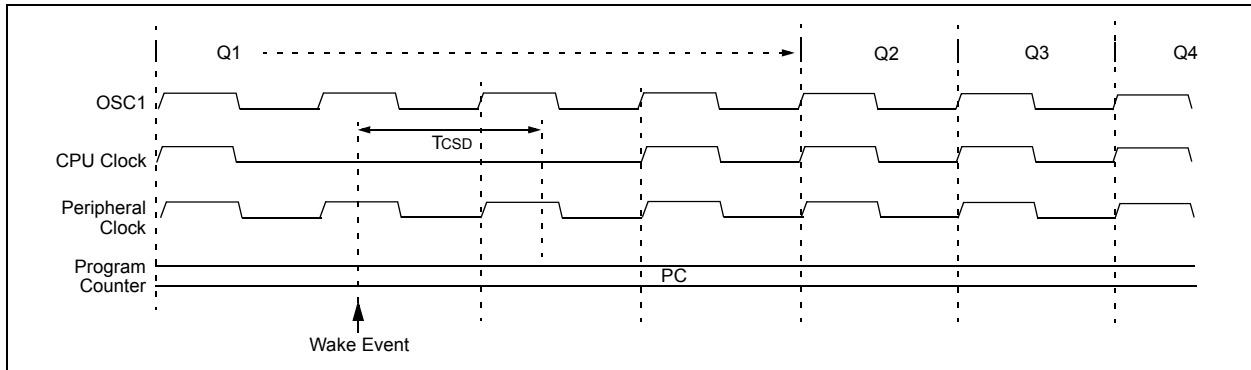 Q1
Q2
Q3
Q4
OSC1
TCSD
CPU Clock
Peripheral
Clock
Program
Counter
PC
Wake Event